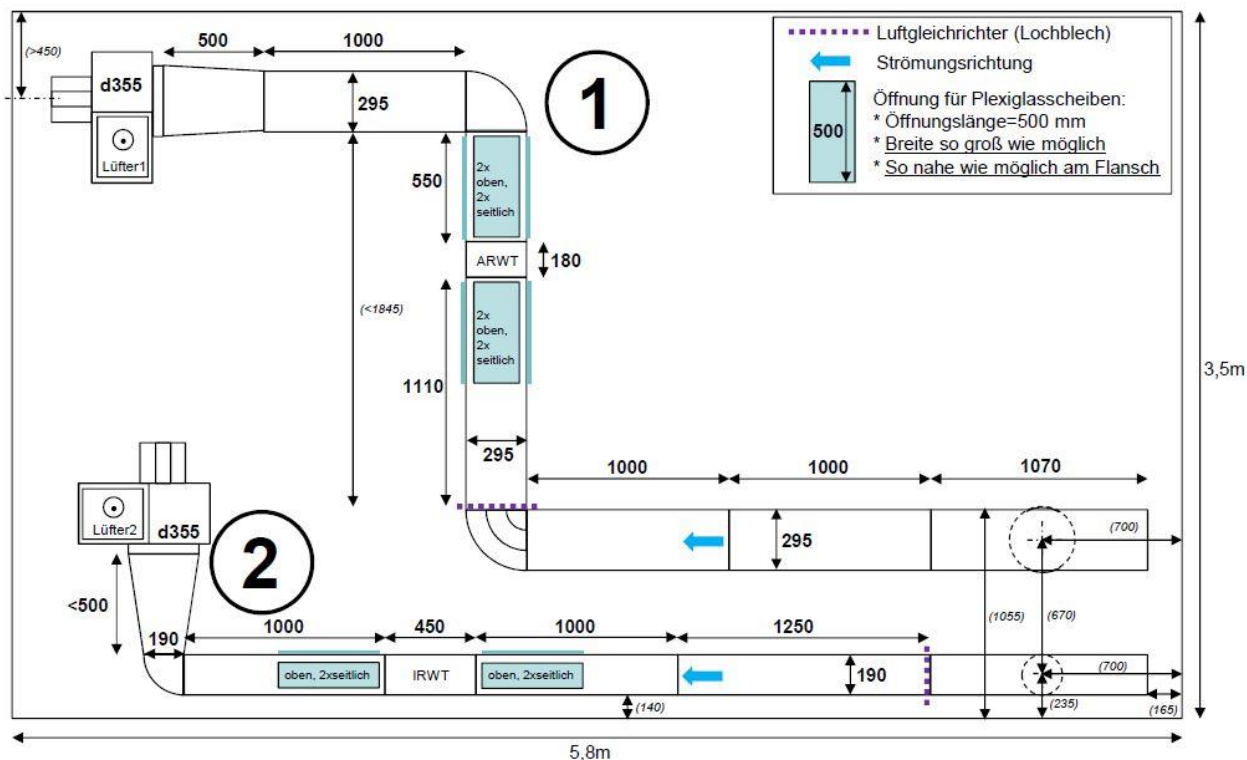 (>450)
500
1000
d355
295
Lüfter1
1
Luftgleichrichter (Lochblech)
Strömungsrichtung
500
Öffnung für Plexiglasscheiben:
* Öffnungslänge=500 mm
* Breite so groß wie möglich
* So nahe wie möglich am Flansch
550
2x
oben,
2x
seitlich
ARWT
180
(<1845)
2x
oben,
2x
seitlich
1110
3,5m
295
1000
1000
1070
Lüfter2
d355
2
295
(700)
<500
(1055)
(670)
190
1000
450
1000
1250
oben, 2xseitlich
IRWT
oben, 2xseitlich
190
(700)
(140)
(235)
(165)
5,8m